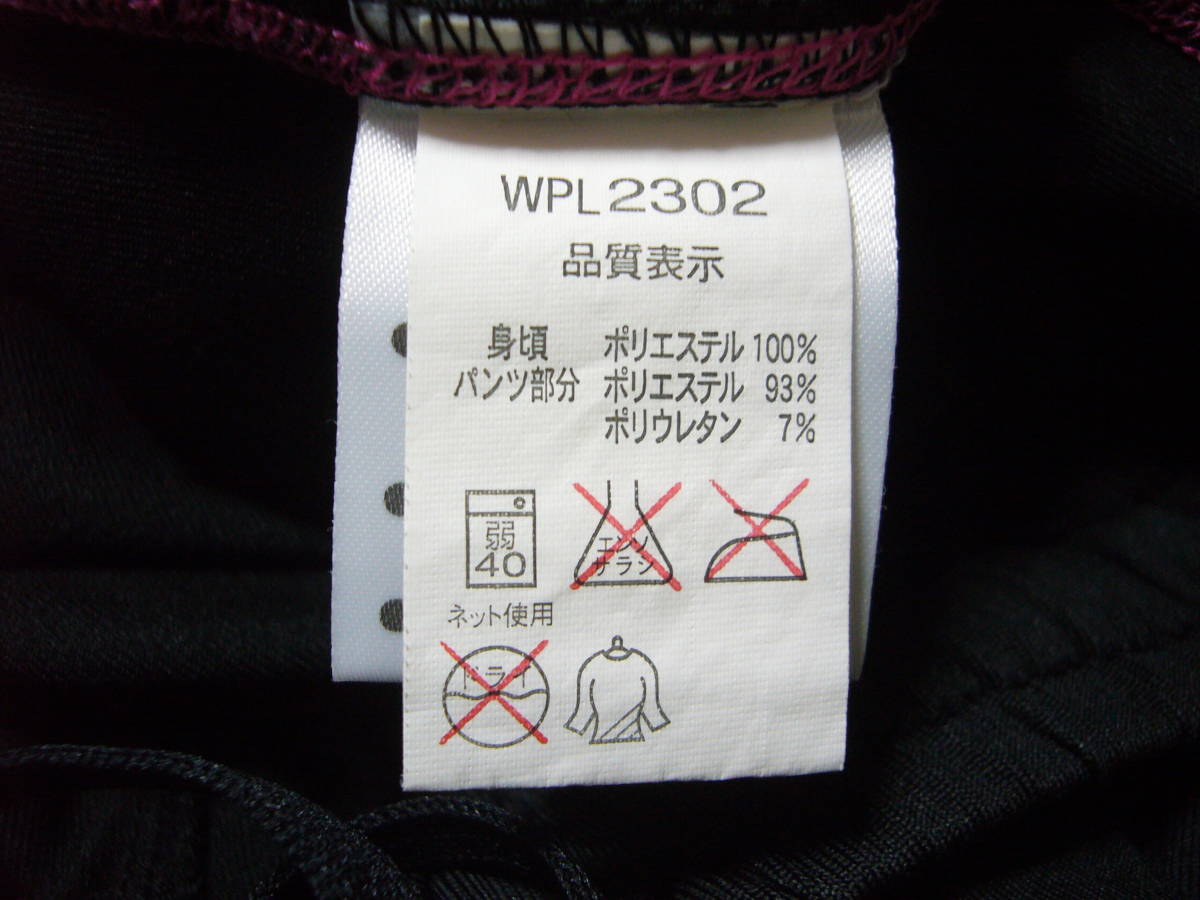 WPL2302
品質表示
身頃 ポリエステル 100%
パンツ部分 ポリエステル 93%
ポリウレタン 7%
弱
40
エンソ
サラシ
ネット使用
ドライ